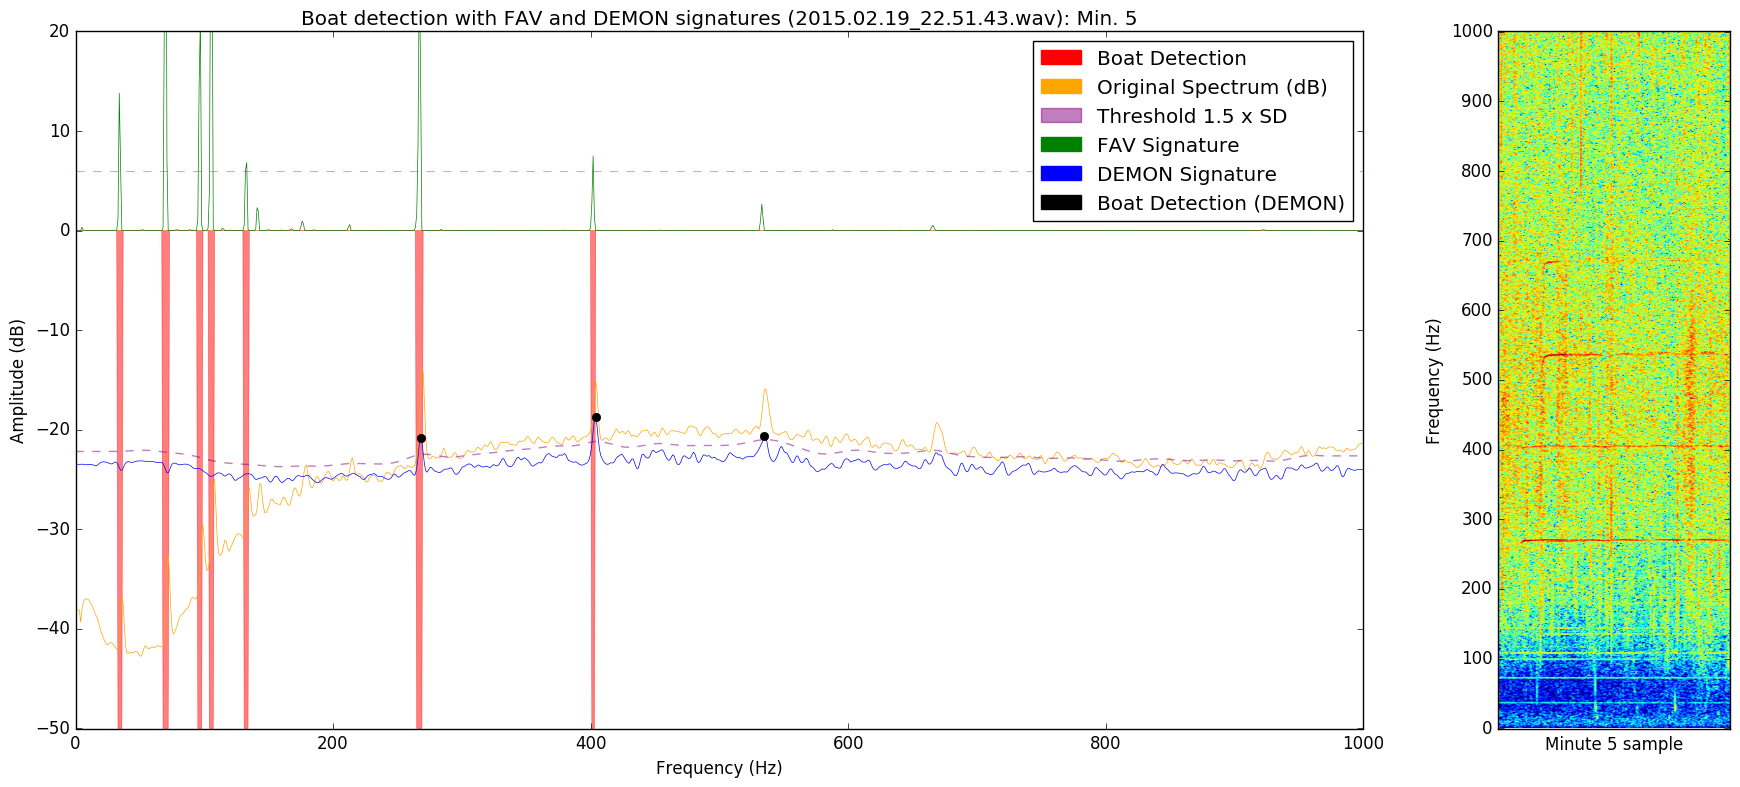 Boat detection with FAV and DEMON signatures (2015.02.19_22.51.43.wav): Min. 5
Amplitude (dB)
20
10
0
−10
−20
−30
−40
−50
0
200
400
600
800
1000
Frequency (Hz)
Boat Detection
Original Spectrum (dB)
Threshold 1.5 x SD
FAV Signature
DEMON Signature
Boat Detection (DEMON)
Frequency (Hz)
1000
900
800
700
600
500
400
300
200
100
0
Minute 5 sample